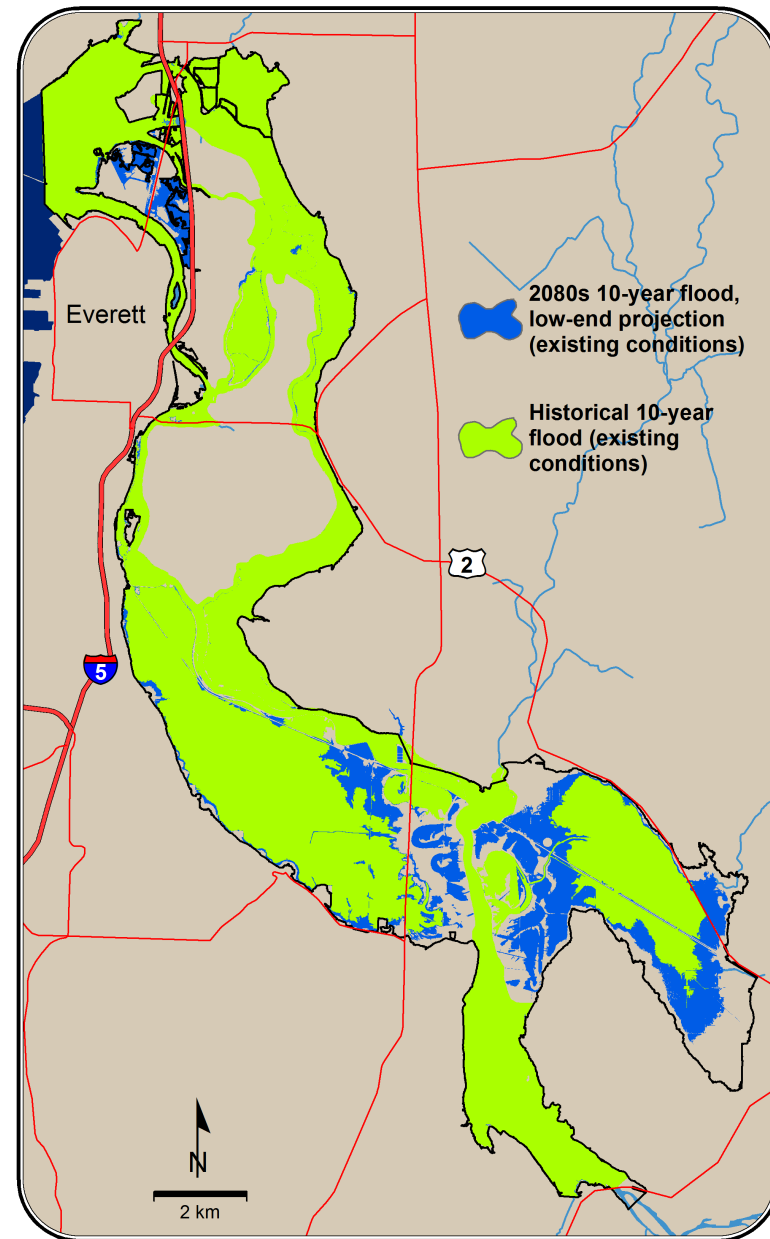 Everett
2080s 10-year flood,
low-end projection
(existing conditions)
Historical 10-year
flood (existing
conditions)
2
5
N
2 km